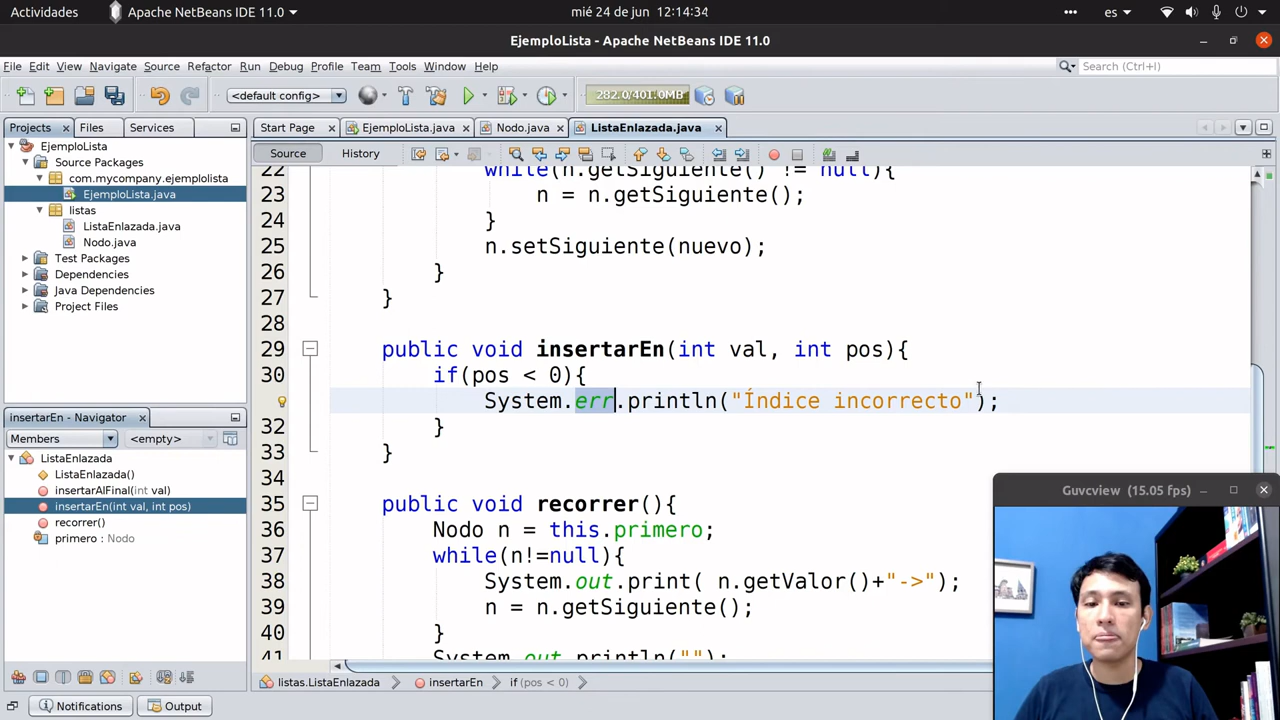 Actividades Apache NetBeans IDE 11.0 mié 24 de jun 12:14:34 es
EjemploLista - Apache NetBeans IDE 11.0
File Edit View Navigate Source Refactor Run Debug Profile Team Tools Window Help Search (Ctrl+I)
<default config> 282.0/401.0MB
Projects Files Services Start Page EjemploLista.java Nodo.java ListaEnlazada.java
EjemploLista
Source Packages
com.mycompany.ejemplolista
EjemploLista.java
listas
ListaEnlazada.java
Nodo.java
Test Packages
Dependencies
Java Dependencies
Project Files
insertarEn - Navigator
Members <empty>
ListaEnlazada
ListaEnlazada()
insertarAlFinal(int val)
insertarEn(int val, int pos)
recorrer()
primero : Nodo
Source History
22 while(n.getSiguiente() != null){
23 n = n.getSiguiente();
24 }
25 n.setSiguiente(nuevo);
26 }
27 }
28
29 public void insertarEn(int val, int pos){
30 if(pos < 0){
System.err.println("Índice incorrecto");
32 }
33 }
34
35 public void recorrer(){
36 Nodo n = this.primero;
37 while(n!=null){
38 System.out.print( n.getValor()+"->");
39 n = n.getSiguiente();
40 }
41 System.out.println("");
Guvcview (15.05 fps)
listas.ListaEnlazada insertarEn if (pos < 0)
Notifications Output